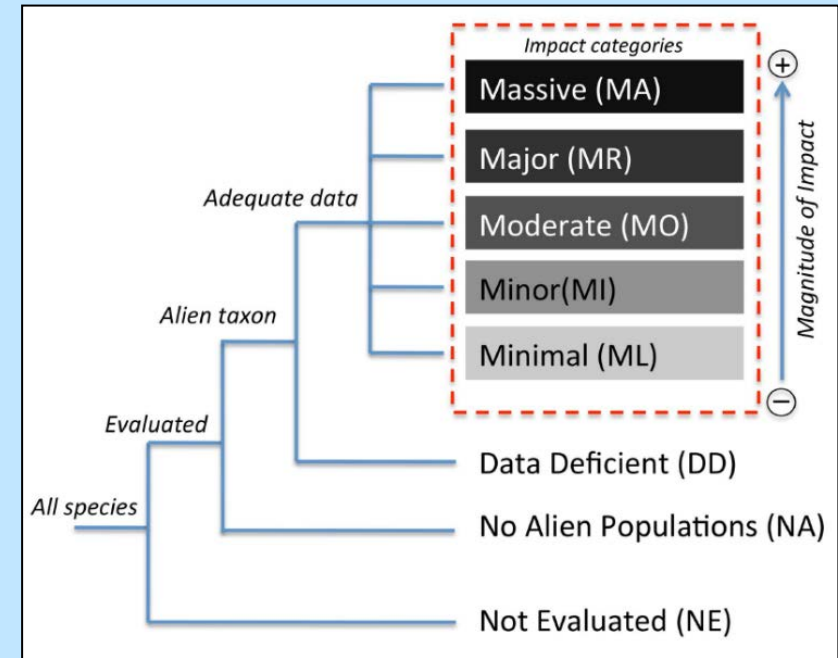 Impact categories
Massive (MA)
Major (MR)
Adequate data
Moderate (MO)
Minor(MI)
Alien taxon
Minimal (ML)
Magnitude of Impact
+
−
Evaluated
Data Deficient (DD)
All species
No Alien Populations (NA)
Not Evaluated (NE)